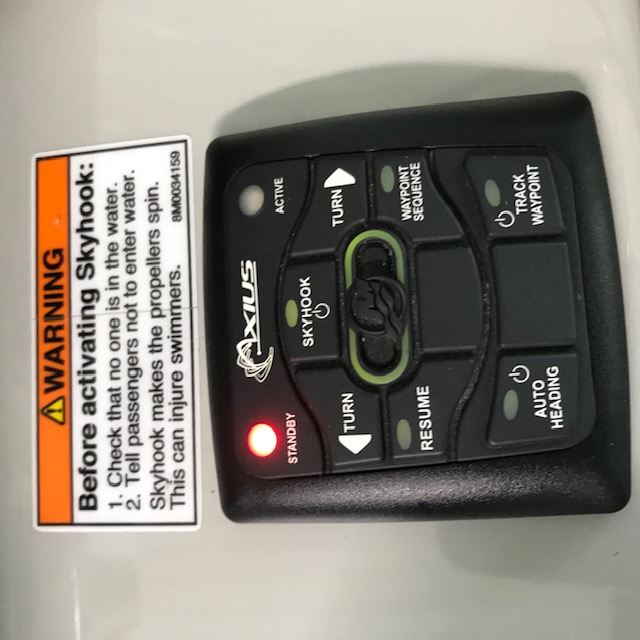 WARNING
Before activating Skyhook:
1. Check that no one is in the water.
2. Tell passengers not to enter water.
Skyhook makes the propellers spin.
This can injure swimmers.
8M0034159
STANDBY
AXIUS
ACTIVE
TURN
SKYHOOK
TURN
RESUME
WAYPOINT
SEQUENCE
AUTO
HEADING
TRACK
WAYPOINT